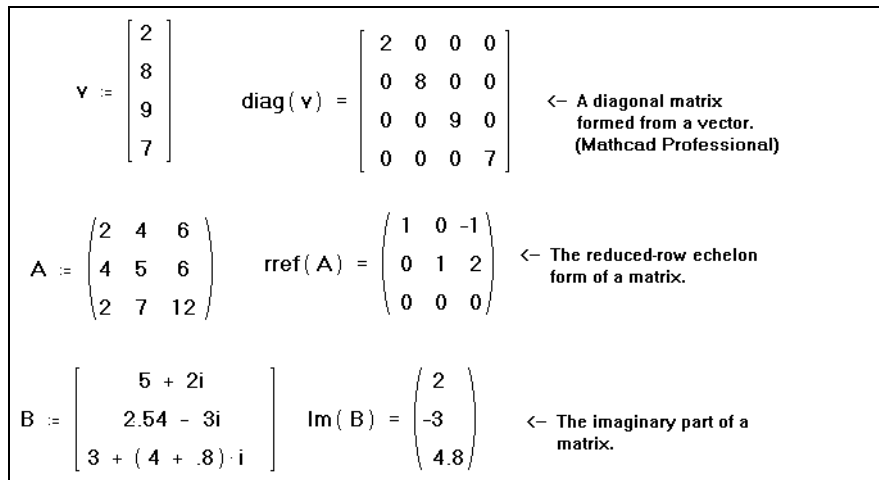 2
8
v := 9
7
diag( v ) =
2 0 0 0
0 8 0 0
0 0 9 0
0 0 0 7
<– A diagonal matrix
formed from a vector.
(Mathcad Professional)
A :=
2 4 6
4 5 6
2 7 12
rref( A ) =
1 0 -1
0 1 2
0 0 0
<– The reduced-row echelon
form of a matrix.
B :=
5 + 2i
2.54 - 3i
3 + ( 4 + .8) · i
Im( B ) =
2
-3
4.8
<– The imaginary part of a
matrix.